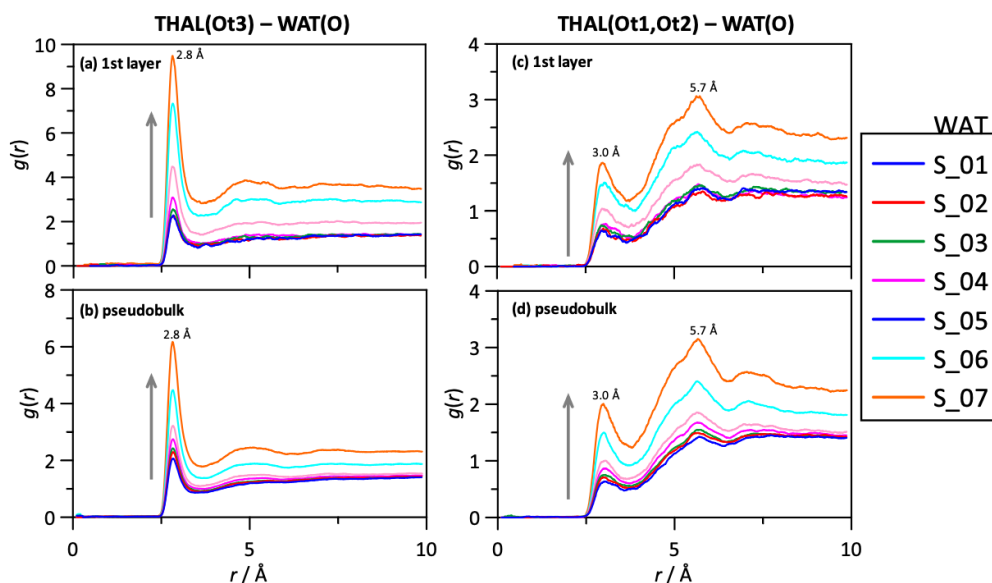 THAL(Ot3) – WAT(O)
THAL(Ot1,Ot2) – WAT(O)
10
8
6
4
2
0
g(r)
(a) 1st layer
2.8 Å
4
3
2
1
0
g(r)
(c) 1st layer
3.0 Å
5.7 Å
8
6
4
2
0
g(r)
(b) pseudobulk
2.8 Å
0
5
10
r / Å
4
3
2
1
0
g(r)
(d) pseudobulk
3.0 Å
5.7 Å
0
5
10
r / Å
WAT
S_01
S_02
S_03
S_04
S_05
S_06
S_07